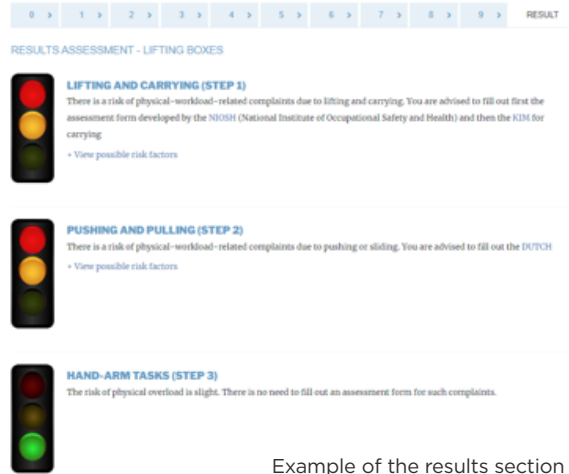 0 > 1 > 2 > 3 > 4 > 5 > 6 > 7 > 8 > 9 > RESULT
RESULTS ASSESSMENT - LIFTING BOXES
LIFTING AND CARRYING (STEP 1)
There is a risk of physical-workload-related complaints due to lifting and carrying. You are advised to fill out first the
assessment form developed by the NIOSH (National Institute of Occupational Safety and Health) and then the KIM for
carrying
+ View possible risk factors
PUSHING AND PULLING (STEP 2)
There is a risk of physical-workload-related complaints due to pushing or sliding. You are advised to fill out the DUTCH
+ View possible risk factors
HAND-ARM TASKS (STEP 3)
The risk of physical overload is slight. There is no need to fill out an assessment form for such complaints.
Example of the results section